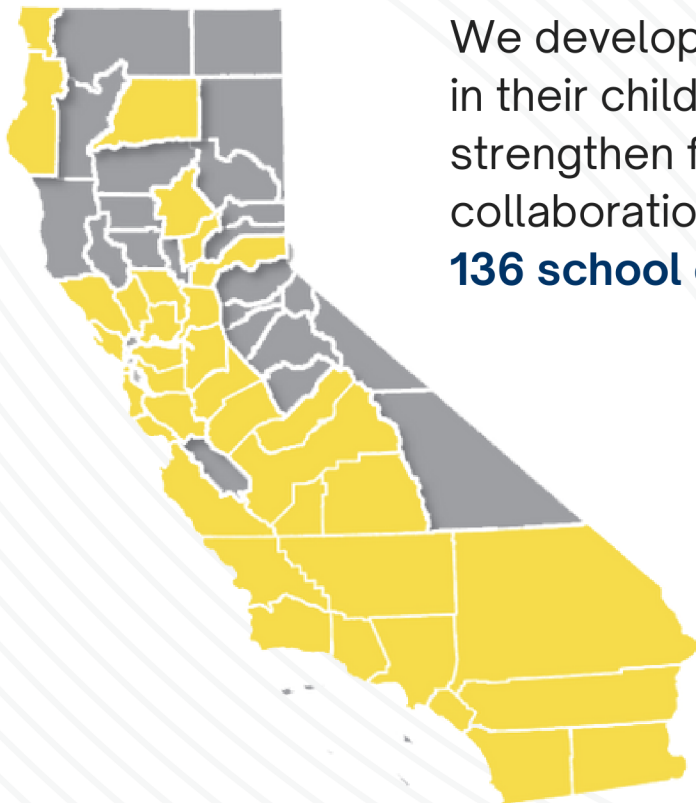 We develop
in their child
strengthen f
collaboratio
136 school